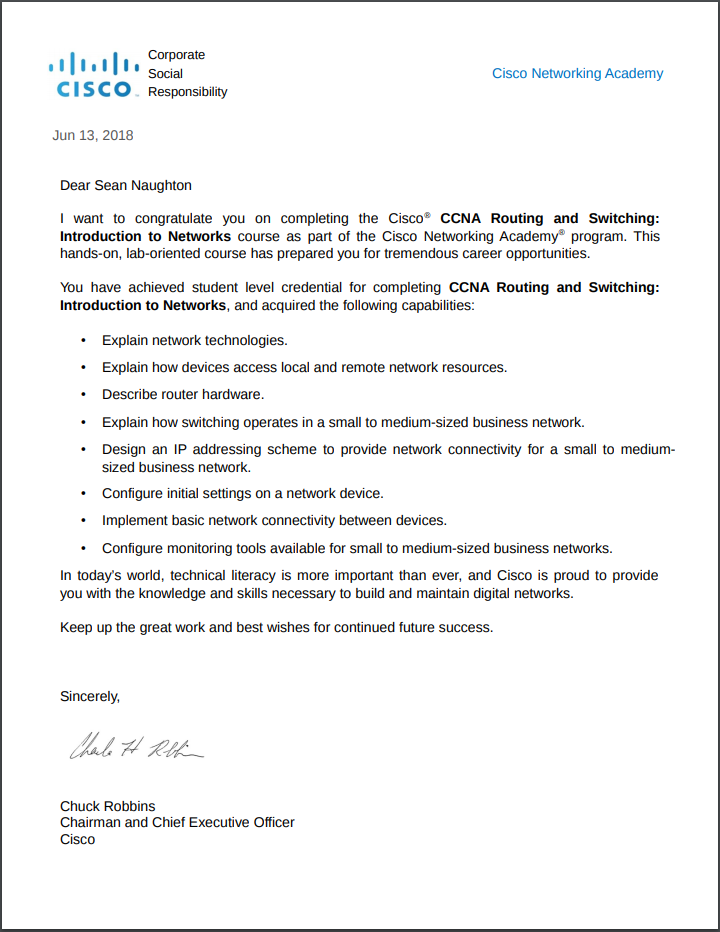 Corporate
Social
Responsibility
CISCO
Cisco Networking Academy
Jun 13, 2018
Dear Sean Naughton
I want to congratulate you on completing the Cisco® CCNA Routing and Switching:
Introduction to Networks course as part of the Cisco Networking Academy® program. This
hands-on, lab-oriented course has prepared you for tremendous career opportunities.
You have achieved student level credential for completing CCNA Routing and Switching:
Introduction to Networks, and acquired the following capabilities:
• Explain network technologies.
• Explain how devices access local and remote network resources.
• Describe router hardware.
• Explain how switching operates in a small to medium-sized business network.
• Design an IP addressing scheme to provide network connectivity for a small to medium-
sized business network.
• Configure initial settings on a network device.
• Implement basic network connectivity between devices.
• Configure monitoring tools available for small to medium-sized business networks.
In today's world, technical literacy is more important than ever, and Cisco is proud to provide
you with the knowledge and skills necessary to build and maintain digital networks.
Keep up the great work and best wishes for continued future success.
Sincerely,
Charles H Robbins
Chuck Robbins
Chairman and Chief Executive Officer
Cisco